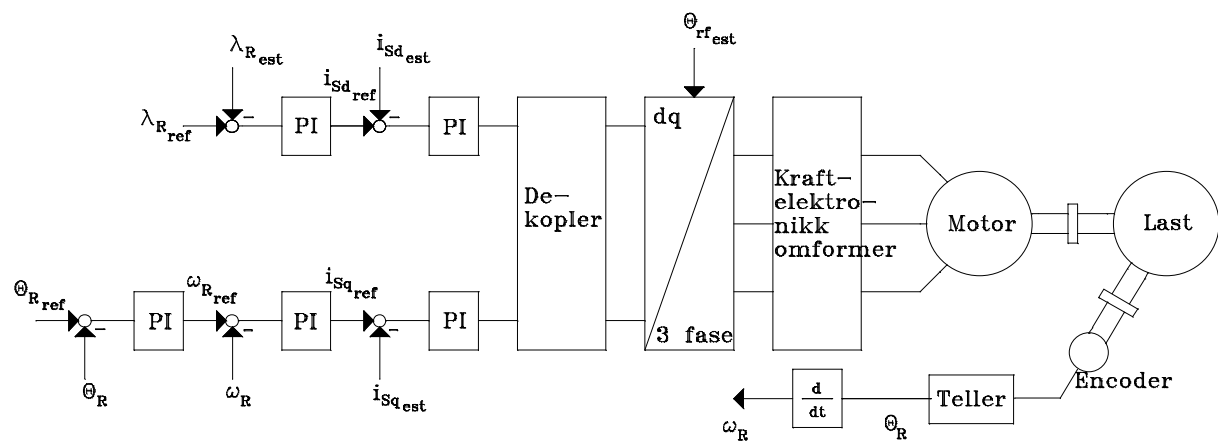 λ_R_est
i_Sd_est
Θ_rf_est
λ_R_ref
PI
i_Sd_ref
PI
De-
kopler
dq
3 fase
Kraft-
elektro-
nikk
omformer
Motor
Last
Θ_R_ref
PI
ω_R_ref
PI
i_Sq_ref
PI
Θ_R
ω_R
i_Sq_est
Encoder
Teller
Θ_R
d
dt
ω_R